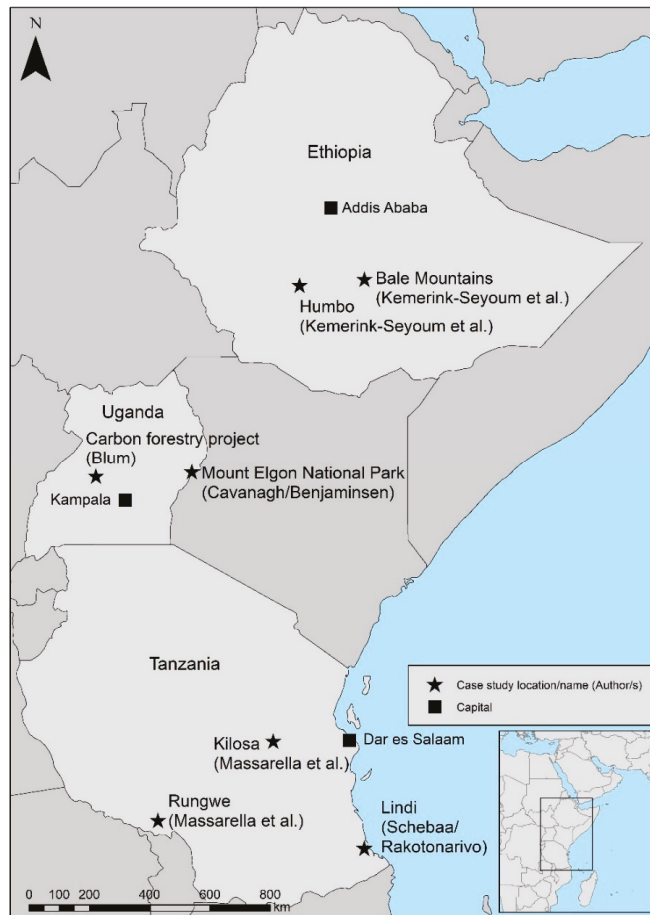 N
Ethiopia
Addis Ababa
Bale Mountains
(Kemerink-Seyoum et al.)
Humbo
(Kemerink-Seyoum et al.)
Uganda
Carbon forestry project
(Blum)
Mount Elgon National Park
(Cavanagh/Benjaminsen)
Kampala
Tanzania
Case study location/name (Author/s)
Capital
Kilosa
(Massarella et al.)
Dar es Salaam
Rungwe
(Massarella et al.)
Lindi
(Schebaa/
Rakotonarivo)
0 100 200 400 600 800
km